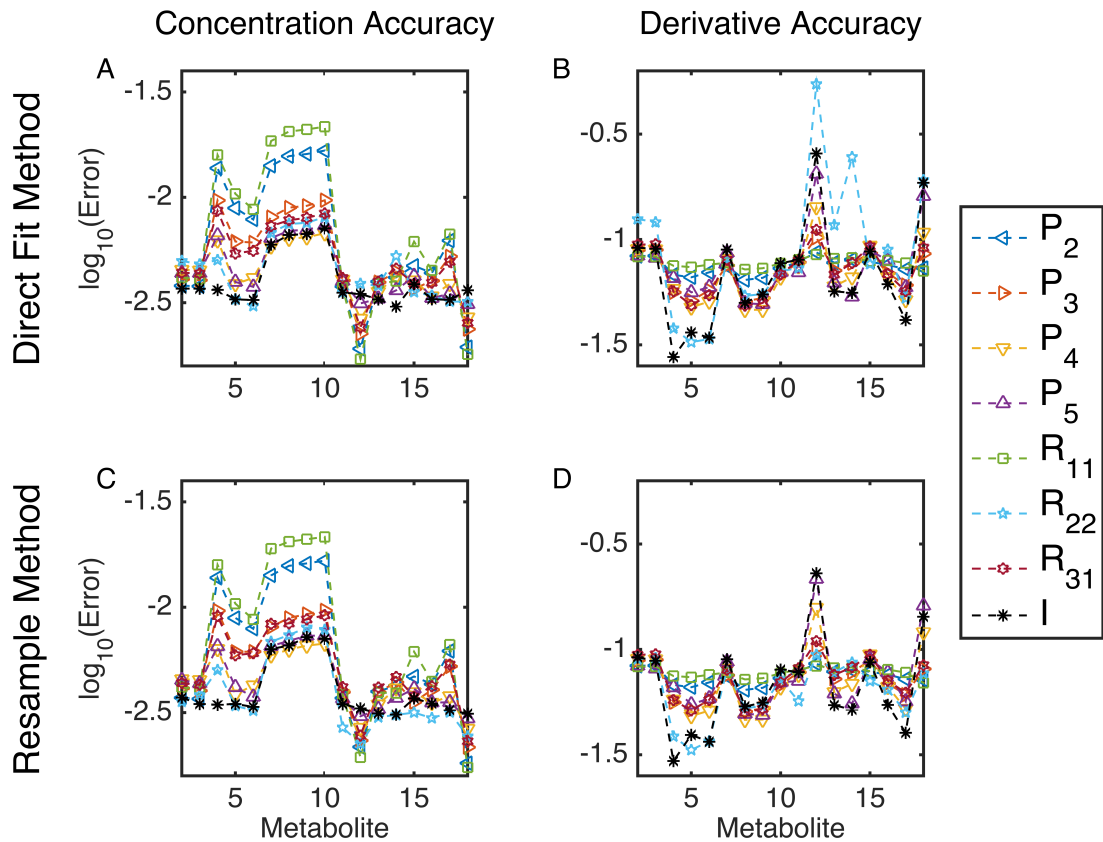 Concentration Accuracy
Derivative Accuracy
Direct Fit Method
A
log10(Error)
-1.5
-2
-2.5
5
10
15
B
-0.5
-1
-1.5
5
10
15
Resample Method
C
log10(Error)
-1.5
-2
-2.5
5
10
15
Metabolite
D
-0.5
-1
-1.5
5
10
15
Metabolite
P2
P3
P4
P5
R11
R22
R31
I